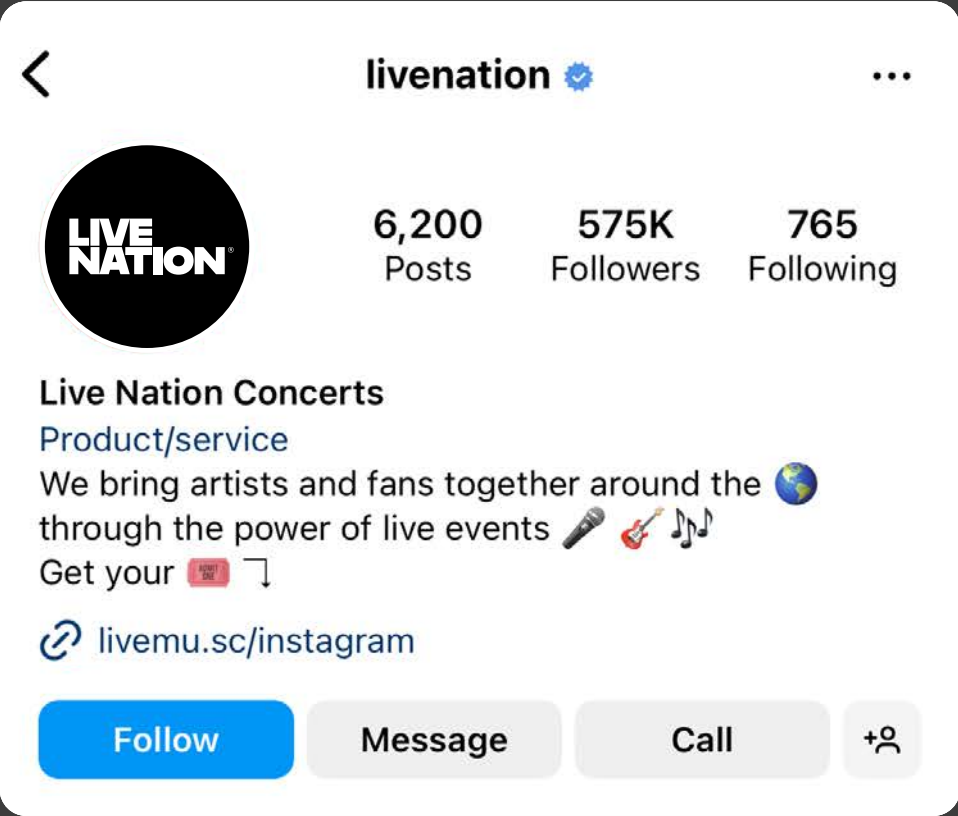 livenation
LIVE
NATION®
6,200 575K 765
Posts Followers Following
Live Nation Concerts
Product/service
We bring artists and fans together around the 🌎
through the power of live events 🎤 🎸 🎶
Get your 🎟️ ⤵
livemu.sc/instagram
Follow Message Call